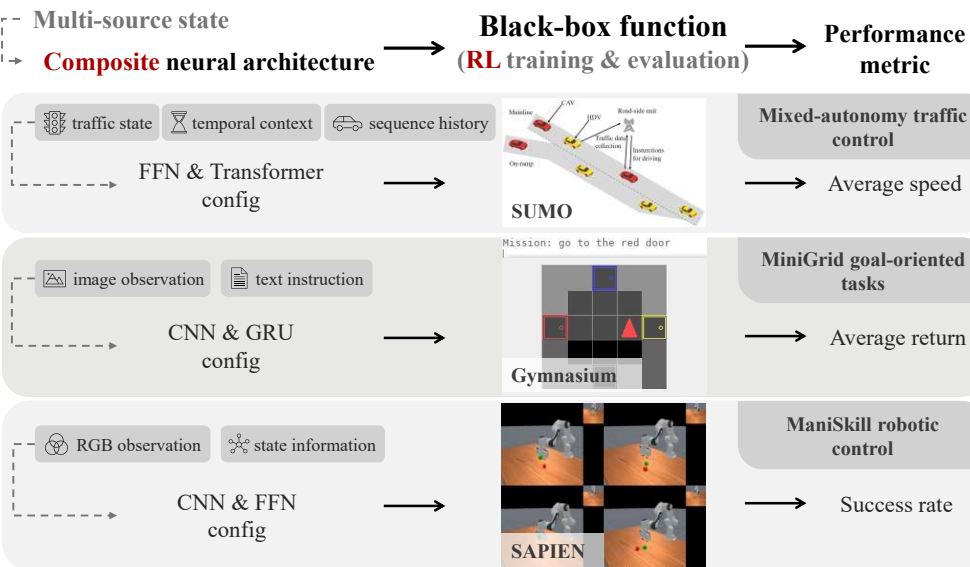 Multi-source state
Composite neural architecture
Black-box function
(RL training & evaluation)
Performance
metric
traffic state
temporal context
sequence history
FFN & Transformer
config
Mainline
CAV
HDV
Road-side unit
Traffic data
collection
Insturctions
for driving
On-ramp
SUMO
Mixed-autonomy traffic
control
Average speed
image observation
text instruction
CNN & GRU
config
Mission: go to the red door
Gymnasium
MiniGrid goal-oriented
tasks
Average return
RGB observation
state information
CNN & FFN
config
SAPIEN
ManiSkill robotic
control
Success rate